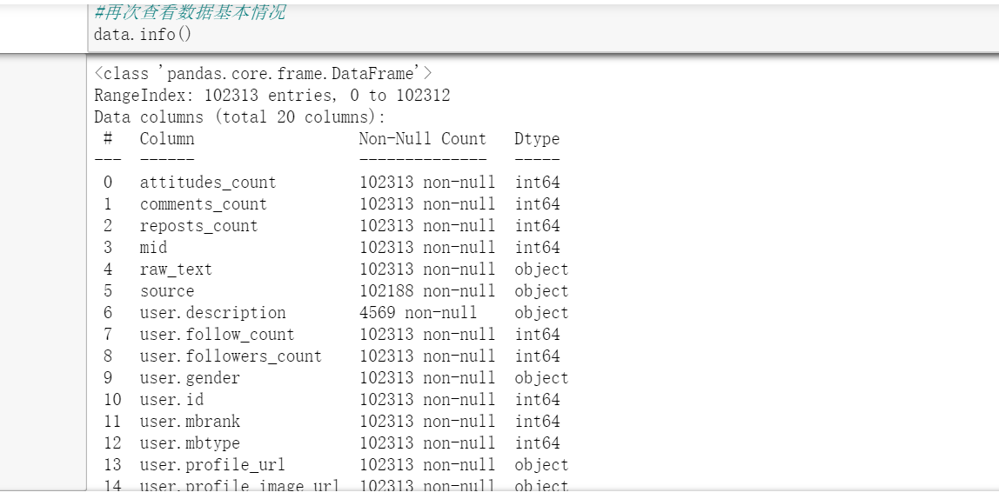 #再次查看数据基本情况
data.info()
<class 'pandas.core.frame.DataFrame'>
RangeIndex: 102313 entries, 0 to 102312
Data columns (total 20 columns):
 #   Column                  Non-Null Count   Dtype
---  ------                  --------------   -----
 0   attitudes_count         102313 non-null  int64
 1   comments_count          102313 non-null  int64
 2   reposts_count           102313 non-null  int64
 3   mid                     102313 non-null  int64
 4   raw_text                102313 non-null  object
 5   source                  102188 non-null  object
 6   user.description        4569 non-null    object
 7   user.follow_count       102313 non-null  int64
 8   user.followers_count    102313 non-null  int64
 9   user.gender             102313 non-null  object
 10  user.id                 102313 non-null  int64
 11  user.mbrank             102313 non-null  int64
 12  user.mbtype             102313 non-null  int64
 13  user.profile_url        102313 non-null  object
 14  user.profile_image_url  102313 non-null  object